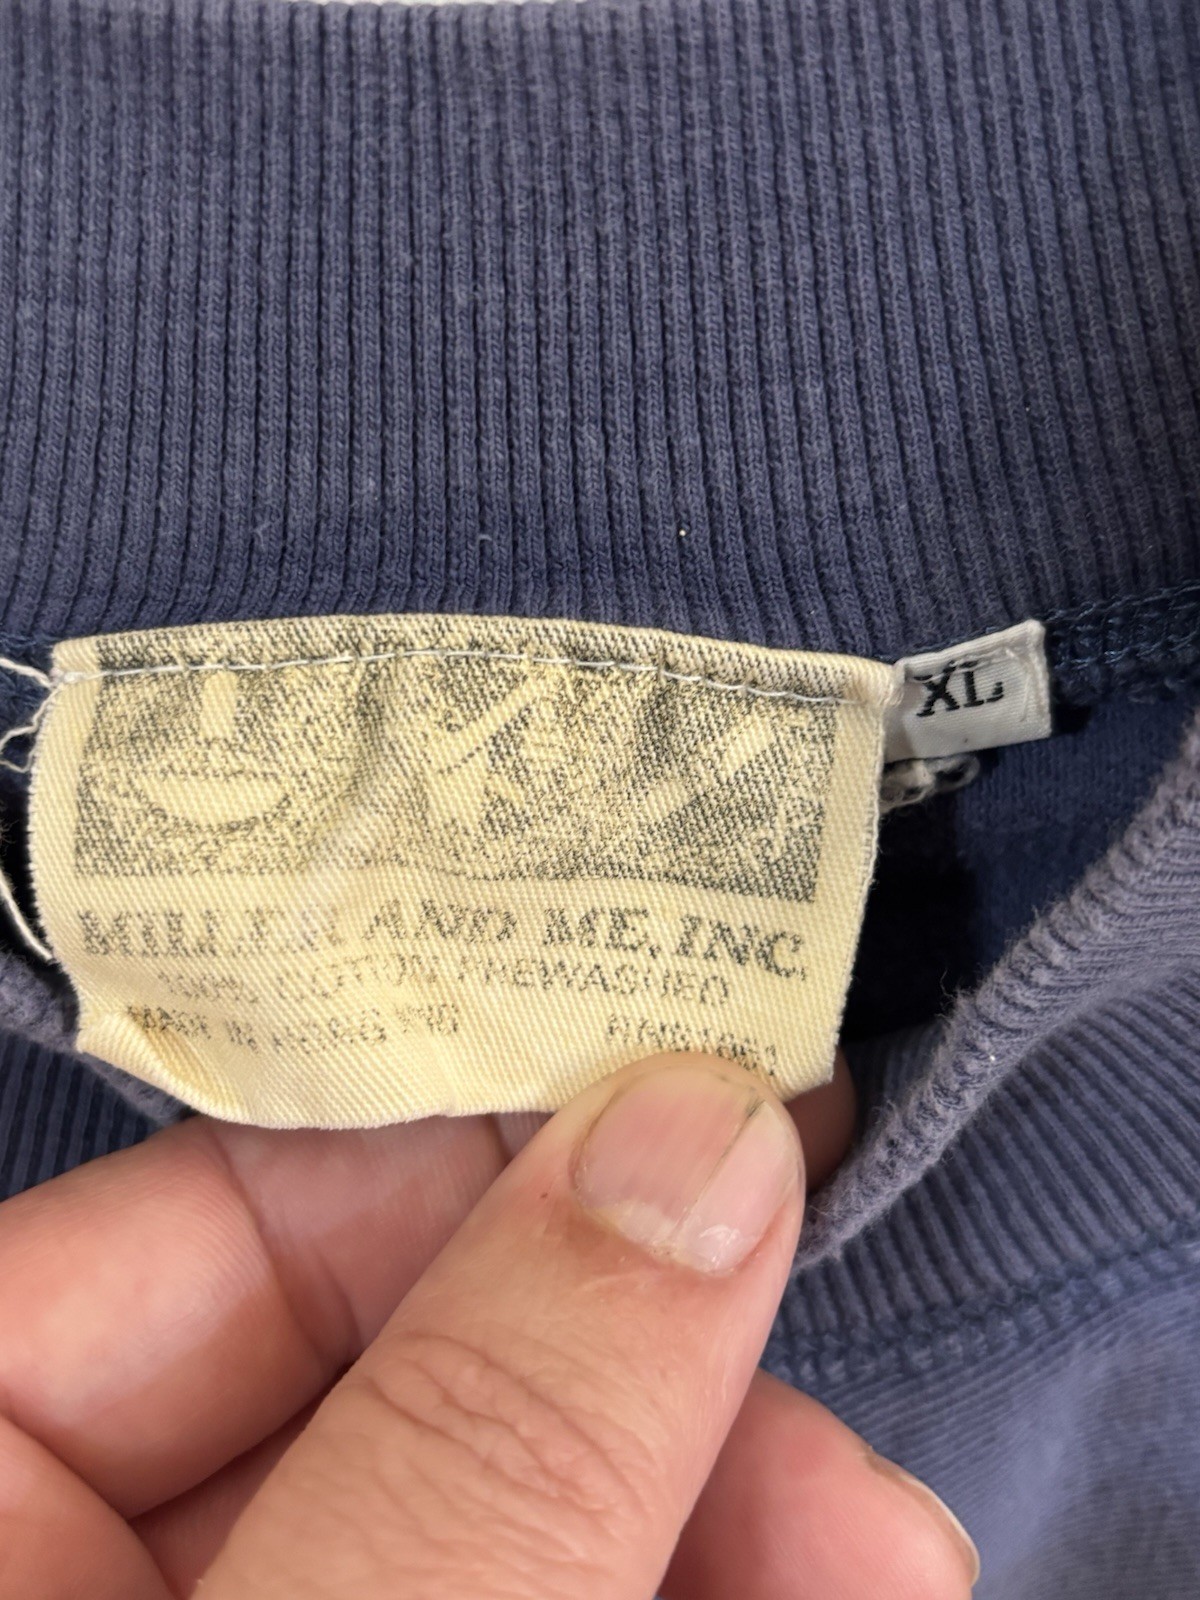 XL
MILLER AND ME, INC.
100% COTTON PREWASHED
MADE IN HONG KONG